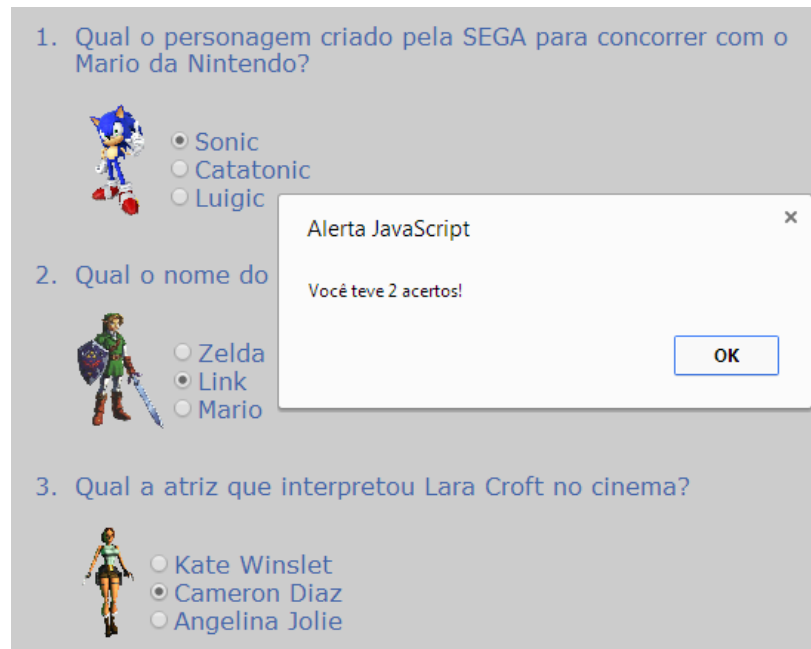 1. Qual o personagem criado pela SEGA para concorrer com o
Mario da Nintendo?
Sonic
Catatonic
Luigic
Alerta JavaScript
×
Você teve 2 acertos!
OK
2. Qual o nome do
Zelda
Link
Mario
3. Qual a atriz que interpretou Lara Croft no cinema?
Kate Winslet
Cameron Diaz
Angelina Jolie